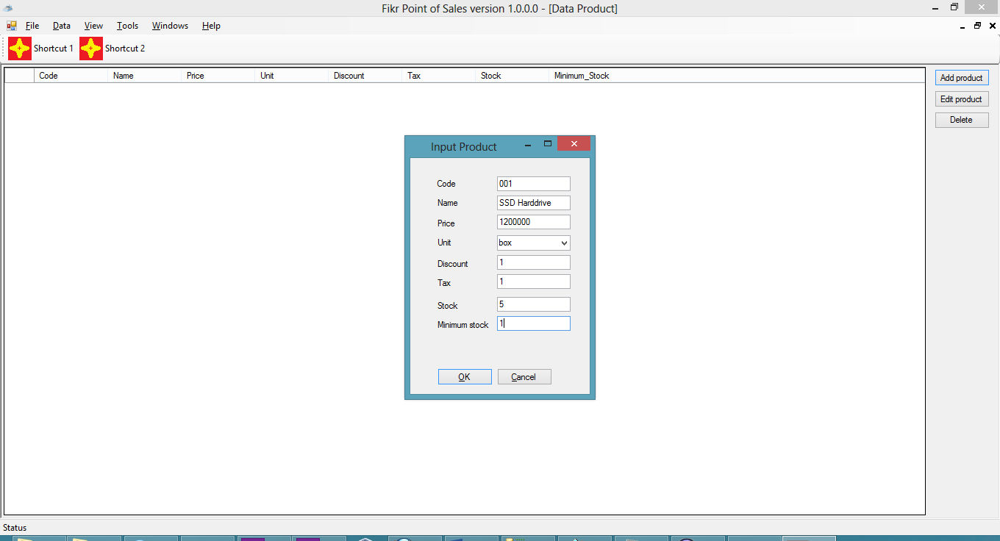 Fikr Point of Sales version 1.0.0.0 - [Data Product]
File Data View Tools Windows Help
Shortcut 1 Shortcut 2
Code Name Price Unit Discount Tax Stock Minimum_Stock
Add product
Edit product
Delete
Input Product
Code 001
Name SSD Harddrive
Price 1200000
Unit box
Discount 1
Tax 1
Stock 5
Minimum stock 1
OK Cancel
Status